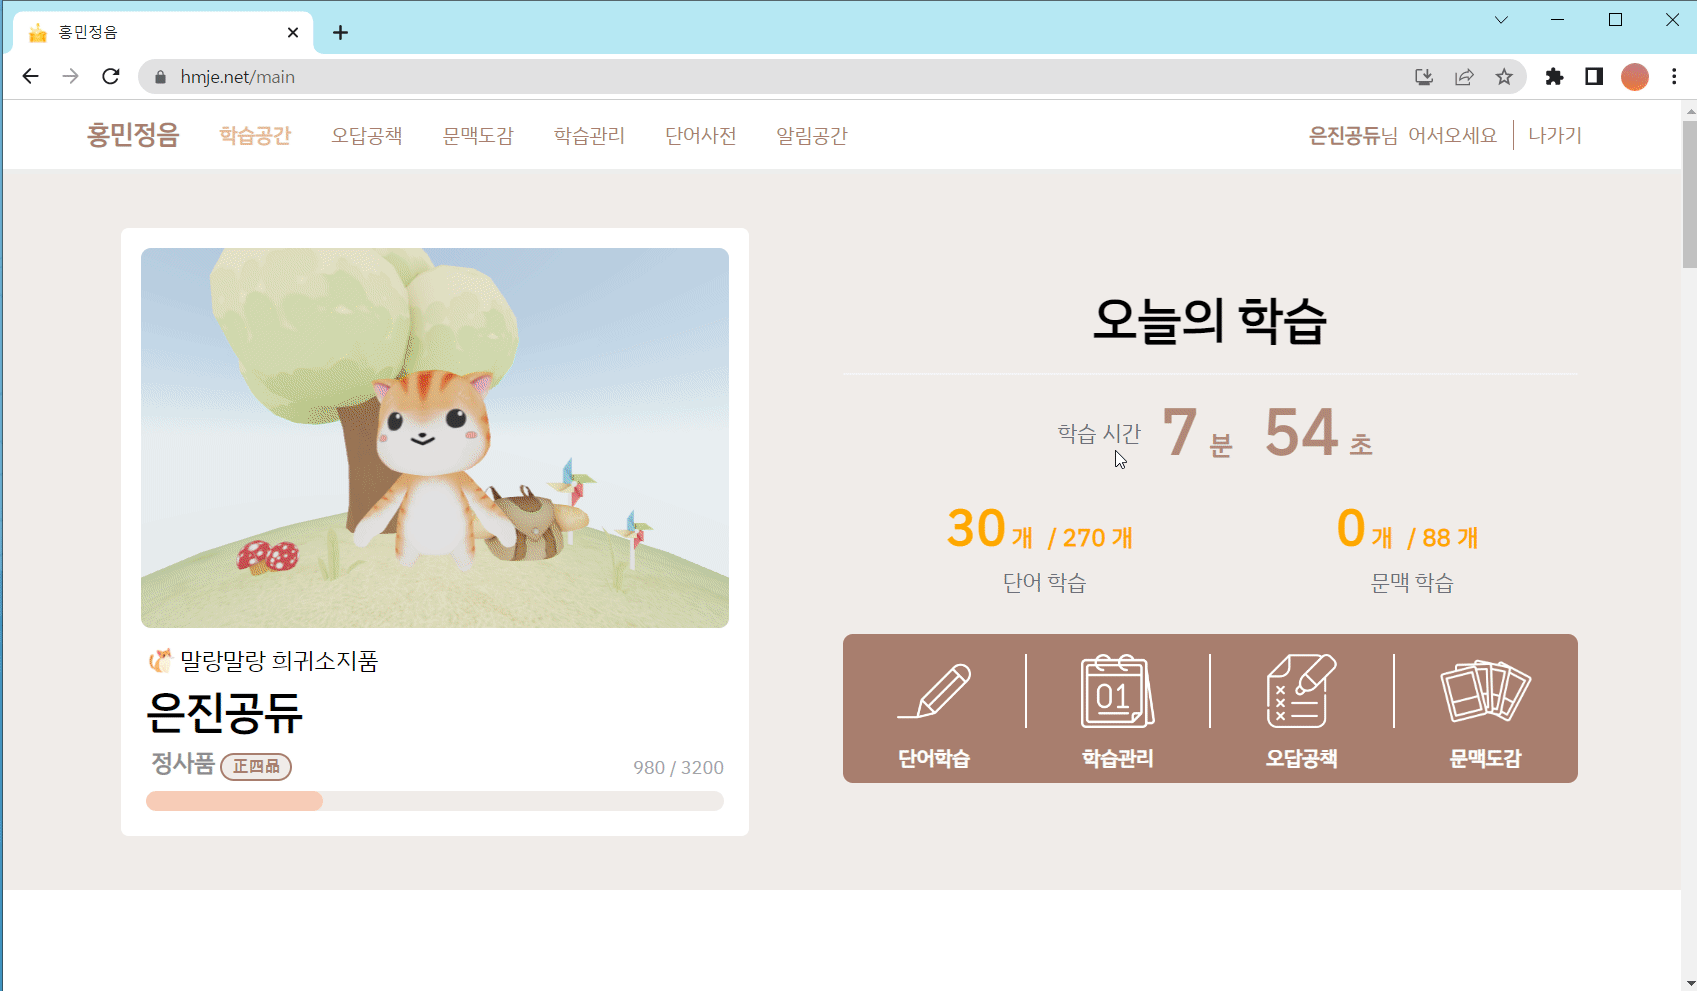 홍민정음
hmje.net/main
홍민정음 학습공간 오답공책 문맥도감 학습관리 단어사전 알림공간 은진공듀님 어서오세요 나가기
말랑말랑 희귀소지품
은진공듀
정사품 正四品 980 / 3200
오늘의 학습
학습 시간 7 분 54 초
30 개 / 270 개
단어 학습
0 개 / 88 개
문맥 학습
01
단어학습 학습관리 오답공책 문맥도감